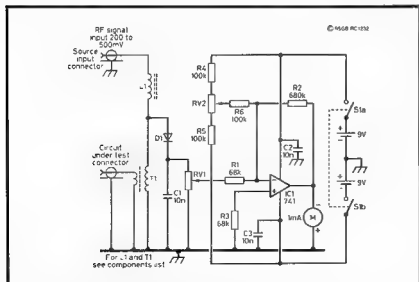 © RSGB RC1232
RF signal
input 200 to
500mV
Source
input
connector
L1
Circuit
under test
connector
T1
D1
C1
10n
RV1
R4
100k
RV2
R5
100k
R6
100k
R1
68k
R2
680k
R3
68k
C2
10n
C3
10n
IC1
741
1mA
M
S1a
9V
9V
S1b
For L1 and T1
see components list